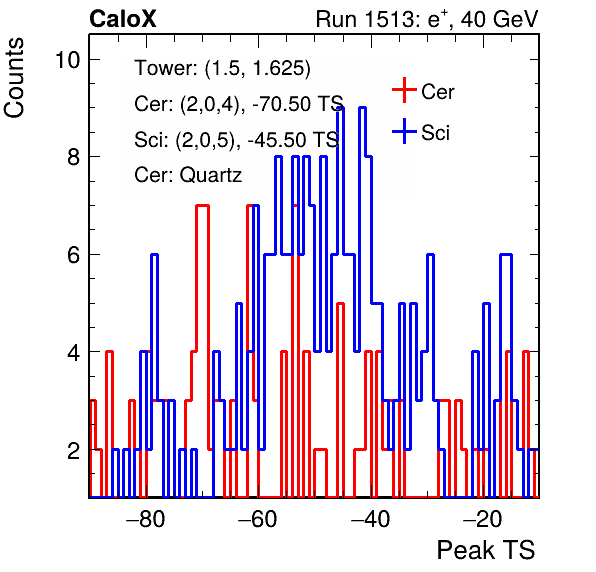 CaloX
Run 1513: e+, 40 GeV
Counts
10
8
6
4
2
Tower: (1.5, 1.625)
Cer: (2,0,4), -70.50 TS
Sci: (2,0,5), -45.50 TS
Cer: Quartz
Cer
Sci
−80
−60
−40
−20
Peak TS